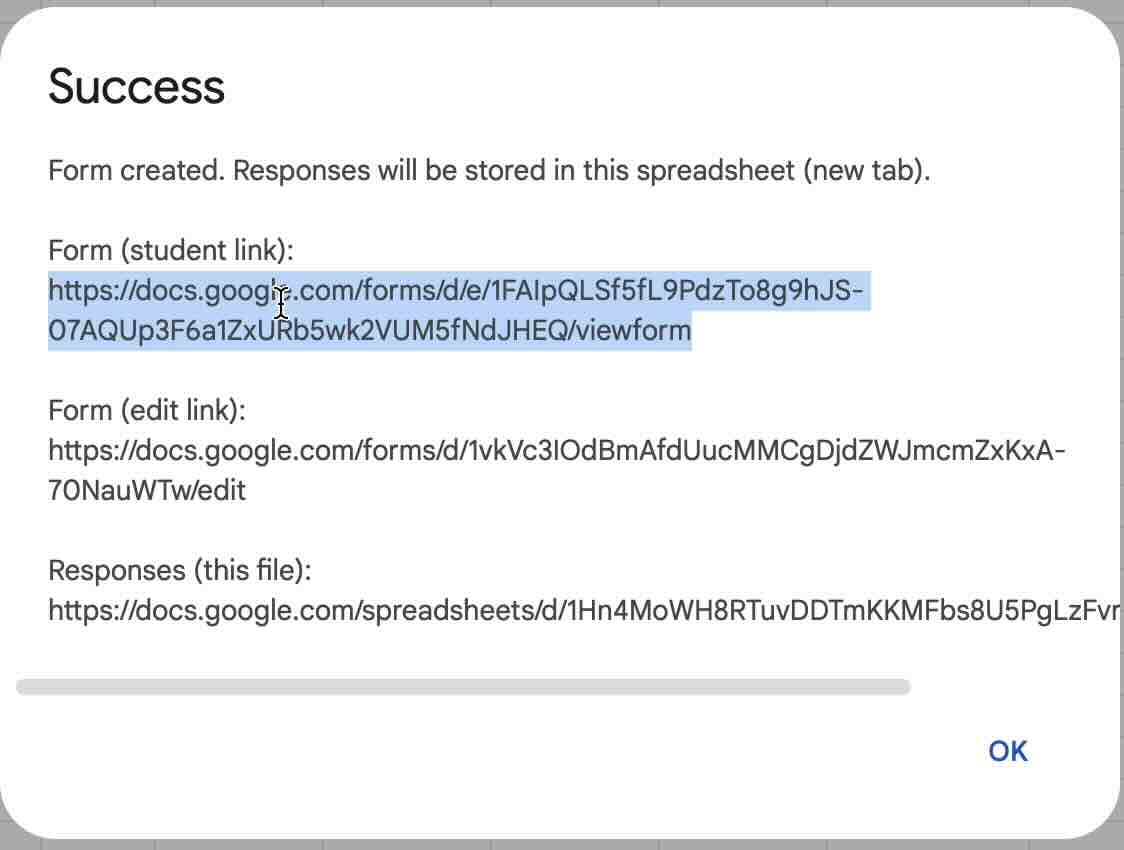 Success
Form created. Responses will be stored in this spreadsheet (new tab).
Form (student link):
https://docs.google.com/forms/d/e/1FAIpQLSf5fL9PdzTo8g9hJS-
07AQUp3F6a1ZxURb5wk2VUM5fNdJHEQ/viewform
Form (edit link):
https://docs.google.com/forms/d/1vkVc3IOdBmAfdUucMMCgDjdZWJmcmZxKxA-
70NauWTw/edit
Responses (this file):
https://docs.google.com/spreadsheets/d/1Hn4MoWH8RTuvDDTmKKMFbs8U5PgLzFvr
OK